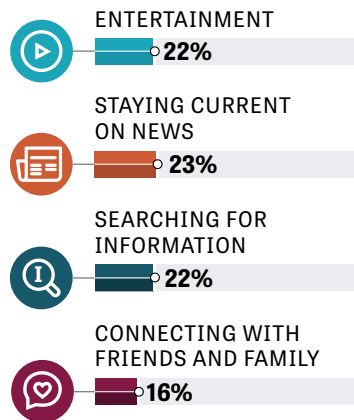 ENTERTAINMENT
22%
STAYING CURRENT
ON NEWS
23%
SEARCHING FOR
INFORMATION
I
22%
CONNECTING WITH
FRIENDS AND FAMILY
16%